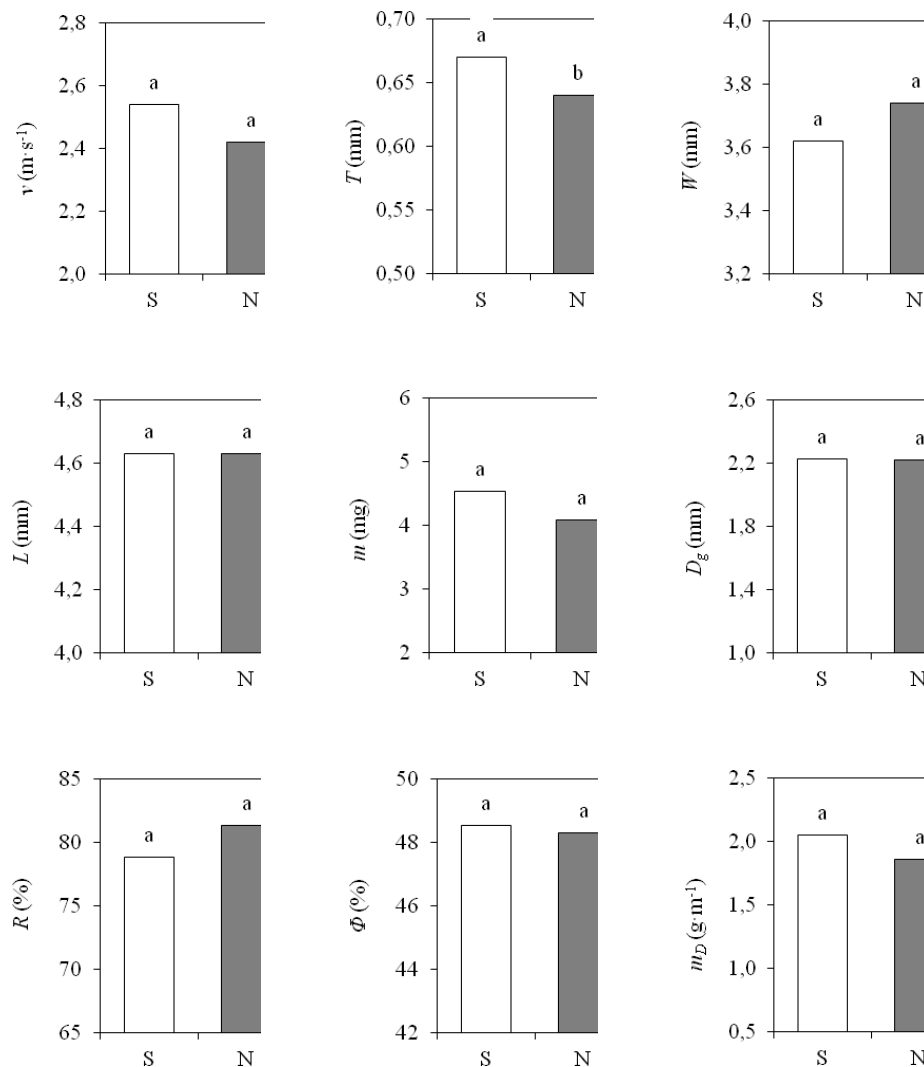 v (m·s⁻¹)
2,8
2,6
2,4
2,2
2,0
a
a
S N
T (mm)
0,70
0,65
0,60
0,55
0,50
a
b
S N
W (mm)
4,0
3,8
3,6
3,4
3,2
a
a
S N
L (mm)
4,8
4,6
4,4
4,2
4,0
a a
S N
m (mg)
6
5
4
3
2
a
a
S N
D_g (mm)
2,6
2,2
1,8
1,4
1,0
a a
S N
R (%)
85
80
75
70
65
a
a
S N
Φ (%)
50
48
46
44
42
a a
S N
m_D (g·m⁻¹)
2,5
2,0
1,5
1,0
0,5
a
a
S N